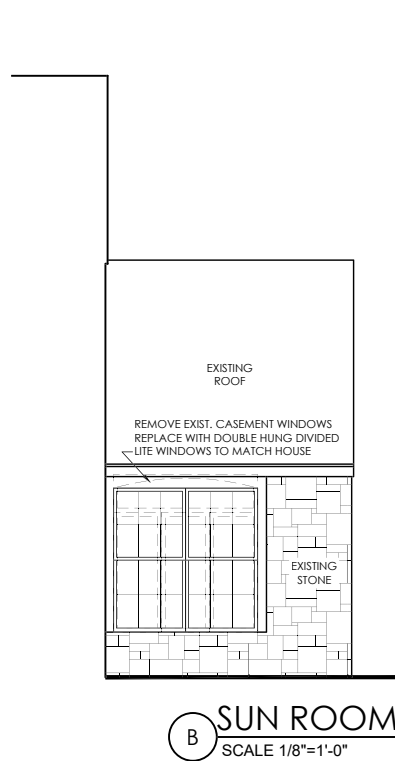 EXISTING
ROOF
REMOVE EXIST. CASEMENT WINDOWS
REPLACE WITH DOUBLE HUNG DIVIDED
LITE WINDOWS TO MATCH HOUSE
EXISTING
STONE
B
SUN ROOM
SCALE 1/8"=1'-0"